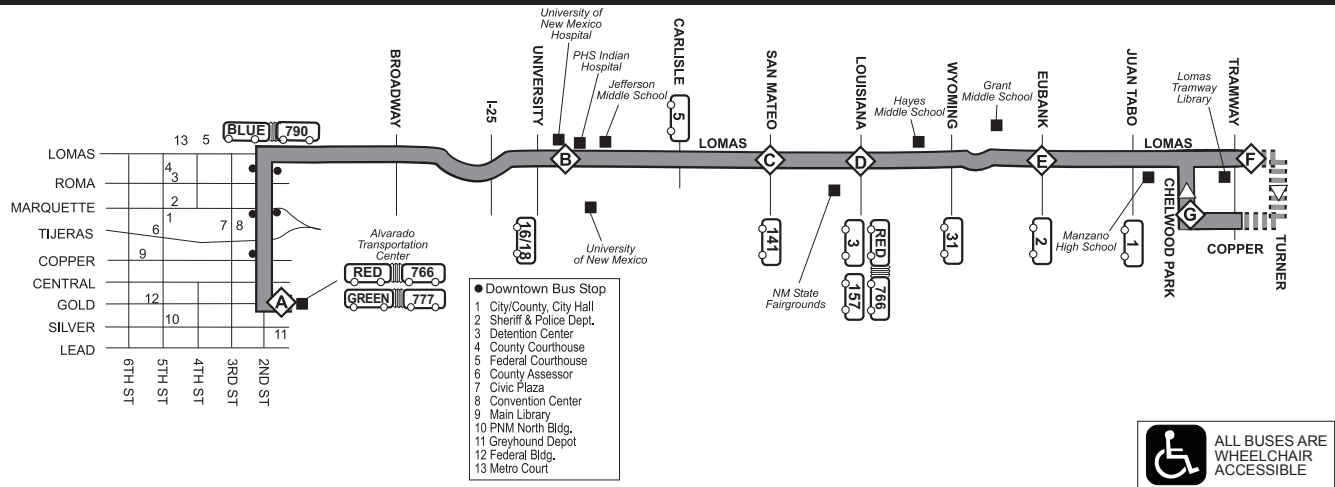 University of
New Mexico
Hospital
PHS Indian
Hospital
Jefferson
Middle School
BROADWAY
I-25
UNIVERSITY
CARLISLE
5
SAN MATEO
LOUISIANA
WYOMING
Hayes
Middle School
Grant
Middle School
EUBANK
JUAN TABO
Lomas
Tramway
Library
TRAMWAY
13 5
BLUE 790
LOMAS
LOMAS
LOMAS
B
C
D
E
F
4
3
ROMA
2
MARQUETTE
1
7 8
TIJERAS
6
9
COPPER
CENTRAL
12
GOLD
A
10
SILVER
11
LEAD
6TH ST
5TH ST
4TH ST
3RD ST
2ND ST
Alvarado
Transportation
Center
RED 766
GREEN 777
16/18
University
of New Mexico
141
NM State
Fairgrounds
3
157
RED 766
31
2
Manzano
High School
1
CHELWOOD PARK
G
COPPER
TURNER
Downtown Bus Stop
1 City/County, City Hall
2 Sheriff & Police Dept.
3 Detention Center
4 County Courthouse
5 Federal Courthouse
6 County Assessor
7 Civic Plaza
8 Convention Center
9 Main Library
10 PNM North Bldg.
11 Greyhound Depot
12 Federal Bldg.
13 Metro Court
ALL BUSES ARE
WHEELCHAIR
ACCESSIBLE